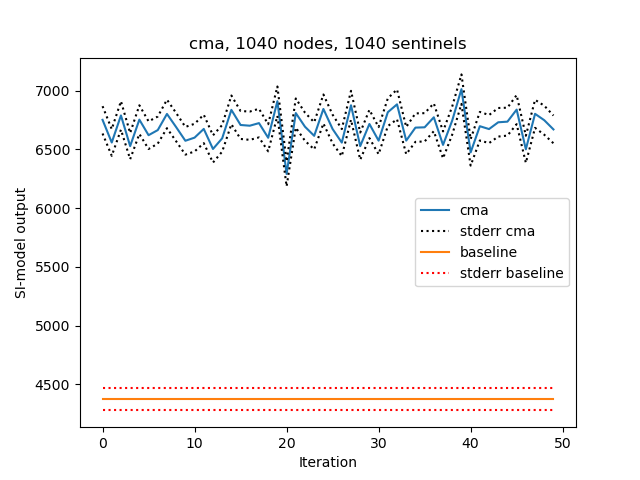 cma, 1040 nodes, 1040 sentinels
SI-model output
7000
6500
6000
5500
5000
4500
cma
stderr cma
baseline
stderr baseline
0 10 20 30 40 50
Iteration